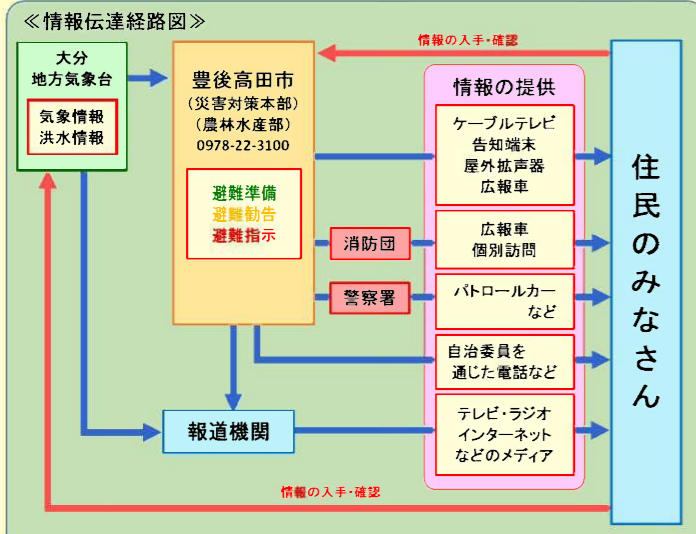 ≪情報伝達経路図≫
情報の入手・確認
大分
地方気象台
気象情報
洪水情報
豊後高田市
(災害対策本部)
(農林水産部)
0978-22-3100
避難準備
避難勧告
避難指示
消防団
警察署
報道機関
情報の提供
ケーブルテレビ
告知端末
屋外拡声器
広報車
広報車
個別訪問
パトロールカー
など
自治委員を
通じた電話など
テレビ・ラジオ
インターネット
などのメディア
住民のみなさん
情報の入手・確認